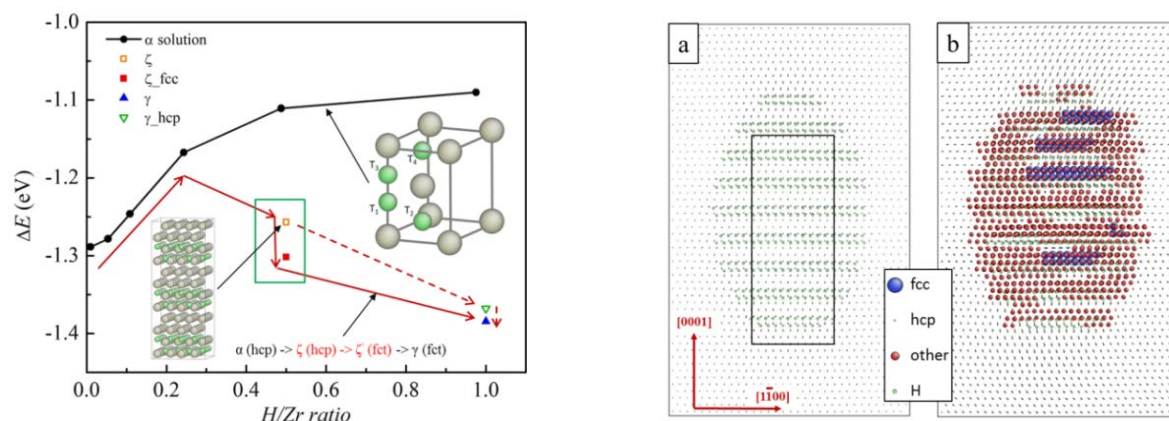 -1.0
-1.1
-1.2
-1.3
-1.4
ΔE (eV)
α solution
ζ
ζ_fcc
γ
γ_hcp
T₃
T₄
T₁
T₂
α (hcp) -> ζ (hcp) -> ζ (fct) -> γ (fct)
0.0 0.2 0.4 0.6 0.8 1.0
H/Zr ratio
a
[0001]
[11̅00]
b
fcc
hcp
other
H